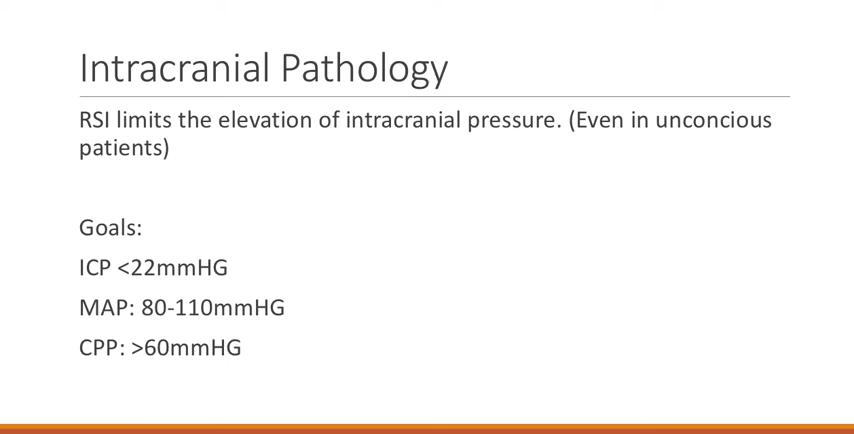 Intracranial Pathology
RSI limits the elevation of intracranial pressure. (Even in unconcious
patients)
Goals:
ICP <22mmHG
MAP: 80-110mmHG
CPP: >60mmHG